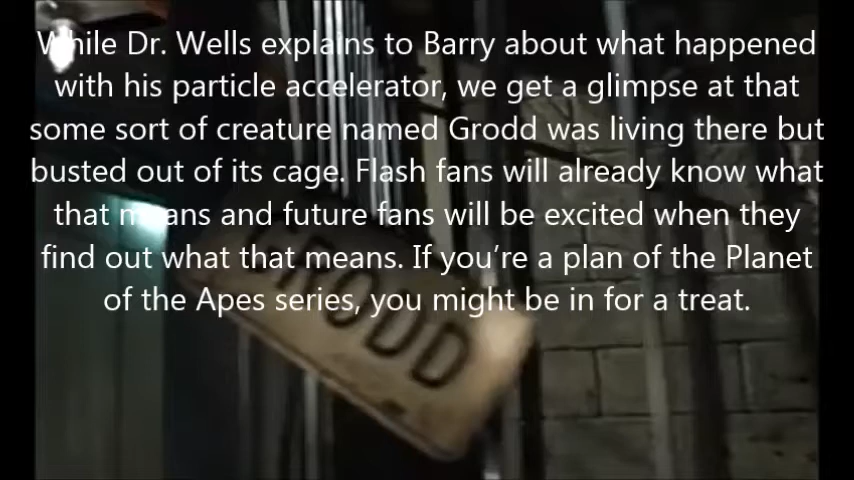 While Dr. Wells explains to Barry about what happened
with his particle accelerator, we get a glimpse at that
some sort of creature named Grodd was living there but
busted out of its cage. Flash fans will already know what
that means and future fans will be excited when they
find out what that means. If you’re a plan of the Planet
of the Apes series, you might be in for a treat.
GRODD